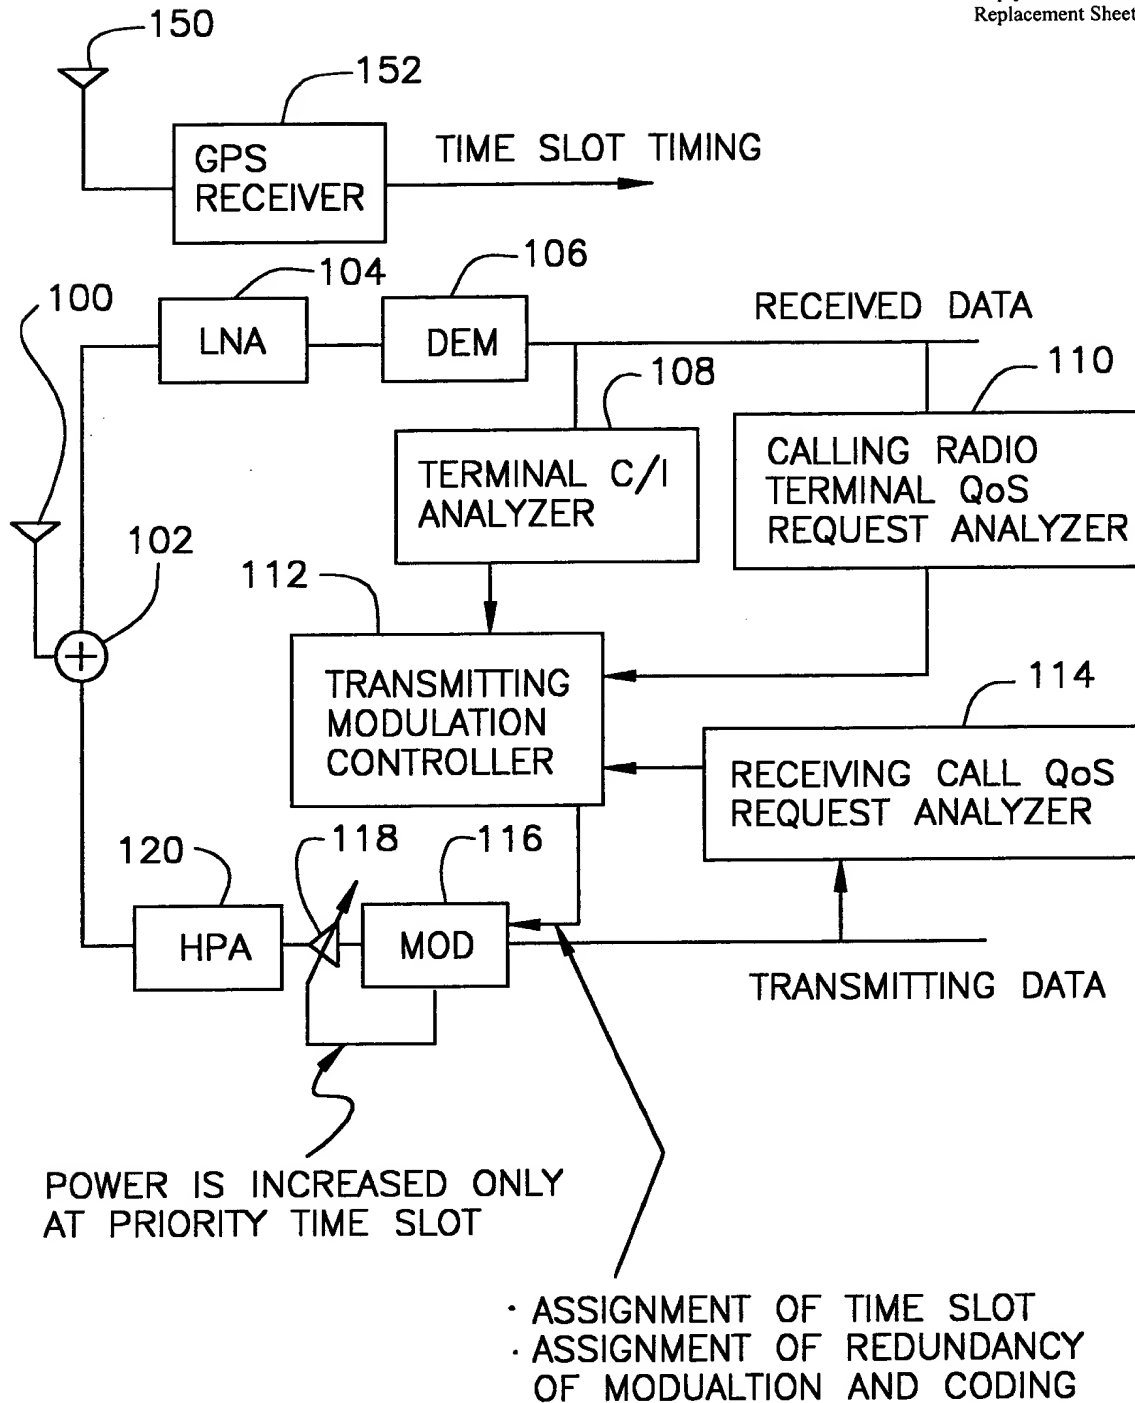 Replacement Sheet
150
152
GPS
RECEIVER
TIME SLOT TIMING
100
104
106
LNA
DEM
RECEIVED DATA
108
110
TERMINAL C/I
ANALYZER
CALLING RADIO
TERMINAL QoS
REQUEST ANALYZER
102
112
TRANSMITTING
MODULATION
CONTROLLER
114
RECEIVING CALL QoS
REQUEST ANALYZER
120
118
116
HPA
MOD
TRANSMITTING DATA
POWER IS INCREASED ONLY
AT PRIORITY TIME SLOT
· ASSIGNMENT OF TIME SLOT
· ASSIGNMENT OF REDUNDANCY
OF MODUALTION AND CODING